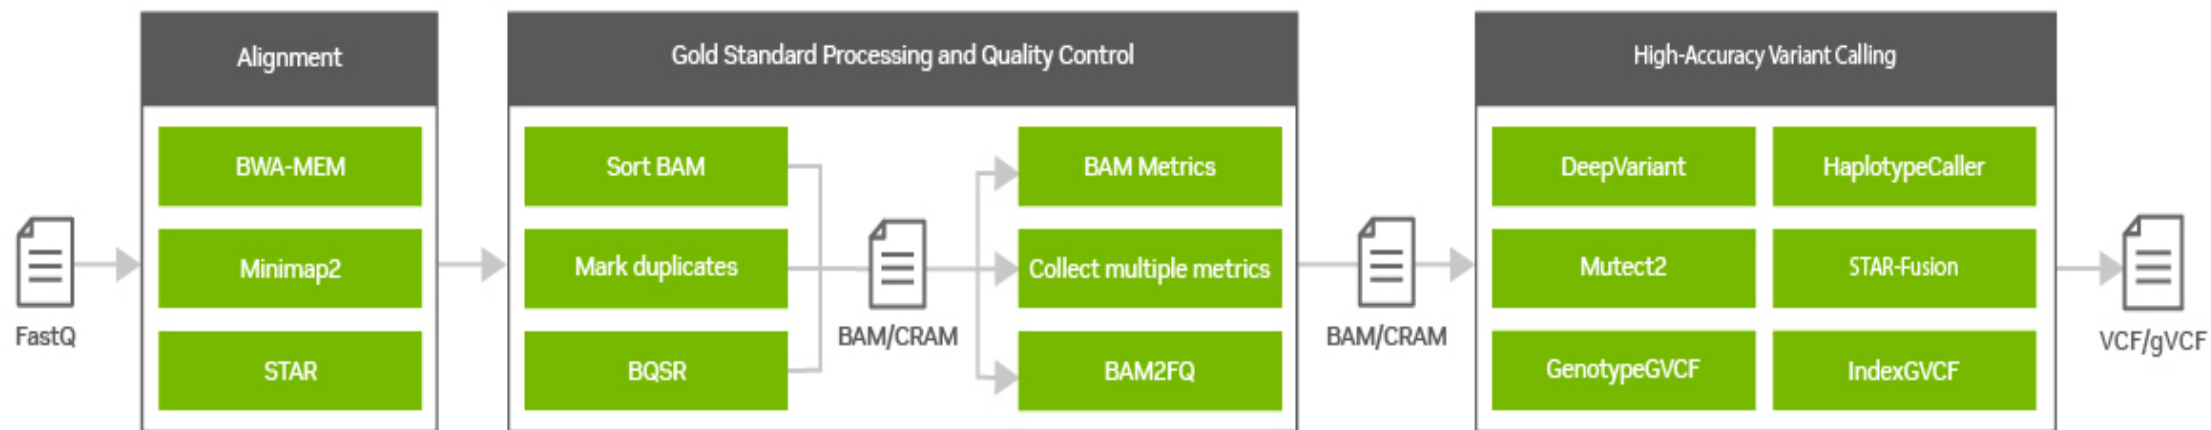 Alignment
Gold Standard Processing and Quality Control
High-Accuracy Variant Calling
FastQ
BWA-MEM
Minimap2
STAR
Sort BAM
Mark duplicates
BQSR
BAM/CRAM
BAM Metrics
Collect multiple metrics
BAM2FQ
BAM/CRAM
DeepVariant
HaplotypeCaller
Mutect2
STAR-Fusion
GenotypeGVCF
IndexGVCF
VCF/gVCF